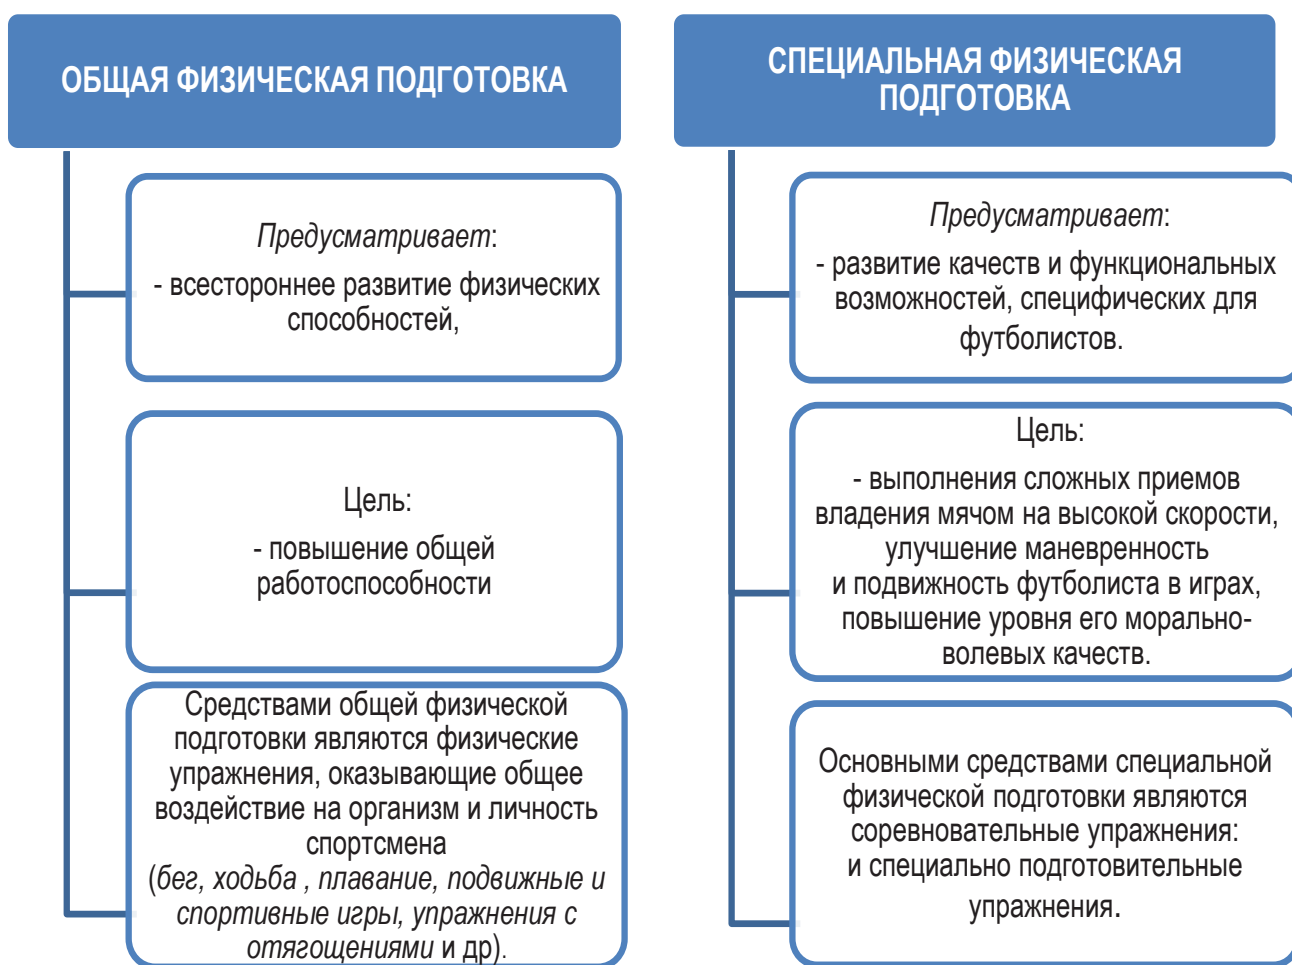 ОБЩАЯ ФИЗИЧЕСКАЯ ПОДГОТОВКА
Предусматривает:
- всестороннее развитие физических
способностей,
Цель:
- повышение общей
работоспособности
Средствами общей физической
подготовки являются физические
упражнения, оказывающие общее
воздействие на организм и личность
спортсмена
(бег, ходьба , плавание, подвижные и
спортивные игры, упражнения с
отягощениями и др).
СПЕЦИАЛЬНАЯ ФИЗИЧЕСКАЯ
ПОДГОТОВКА
Предусматривает:
- развитие качеств и функциональных
возможностей, специфических для
футболистов.
Цель:
- выполнения сложных приемов
владения мячом на высокой скорости,
улучшение маневренность
и подвижность футболиста в играх,
повышение уровня его морально-
волевых качеств.
Основными средствами специальной
физической подготовки являются
соревновательные упражнения:
и специально подготовительные
упражнения.